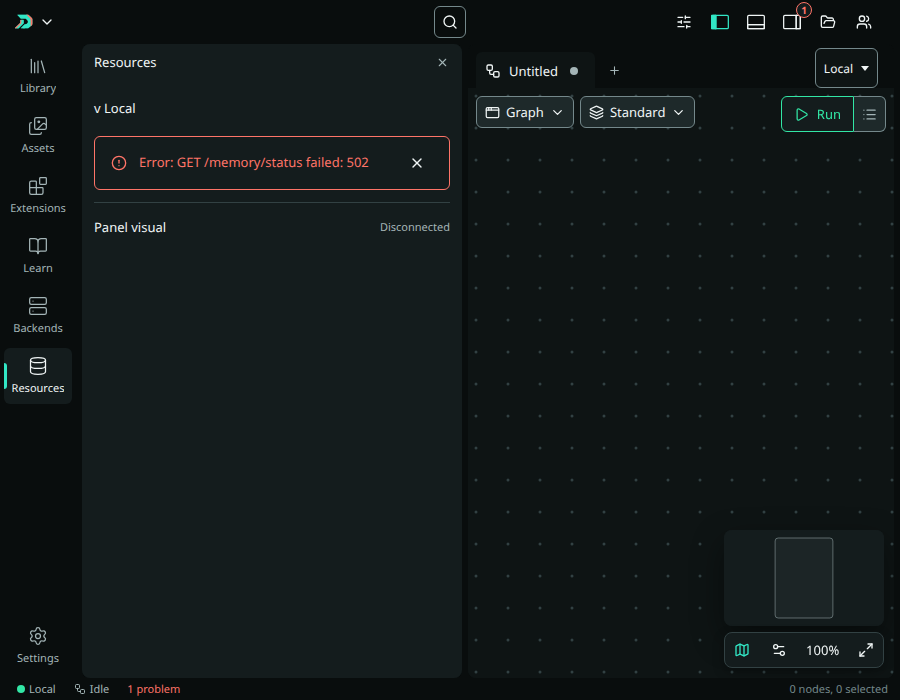 1
Library
Assets
Extensions
Learn
Backends
Resources
Settings
Resources
v Local
Error: GET /memory/status failed: 502
Panel visual
Disconnected
Untitled
Local
Graph
Standard
Run
100%
Local
Idle
1 problem
0 nodes, 0 selected